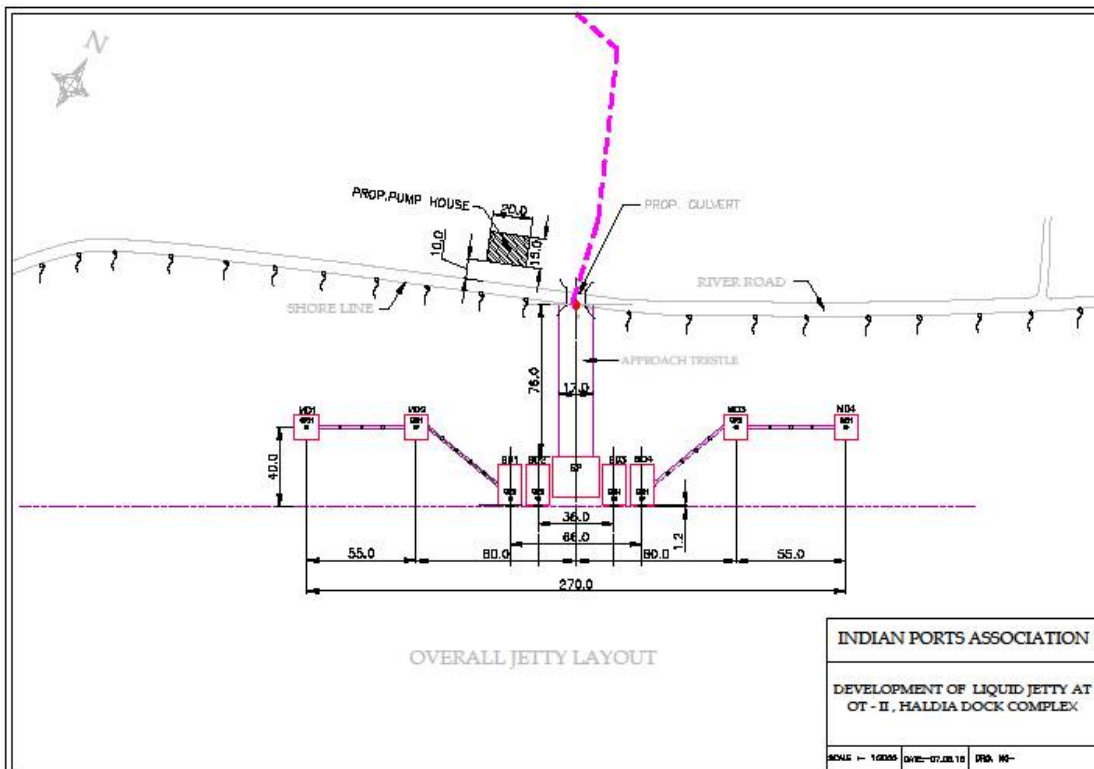 N
PROP.PUMP HOUSE
20.0
10.0
15.0
PROP. CULVERT
RIVER ROAD
SHORE LINE
APPROACH TRESTLE
76.0
17.0
MD1
MD2
MD3
MD4
BD1
BD2
BD3
BD4
SP
40.0
36.0
66.0
1.2
55.0
80.0
80.0
55.0
270.0
OVERALL JETTY LAYOUT
INDIAN PORTS ASSOCIATION
DEVELOPMENT OF LIQUID JETTY AT
OT - II , HALDIA DOCK COMPLEX